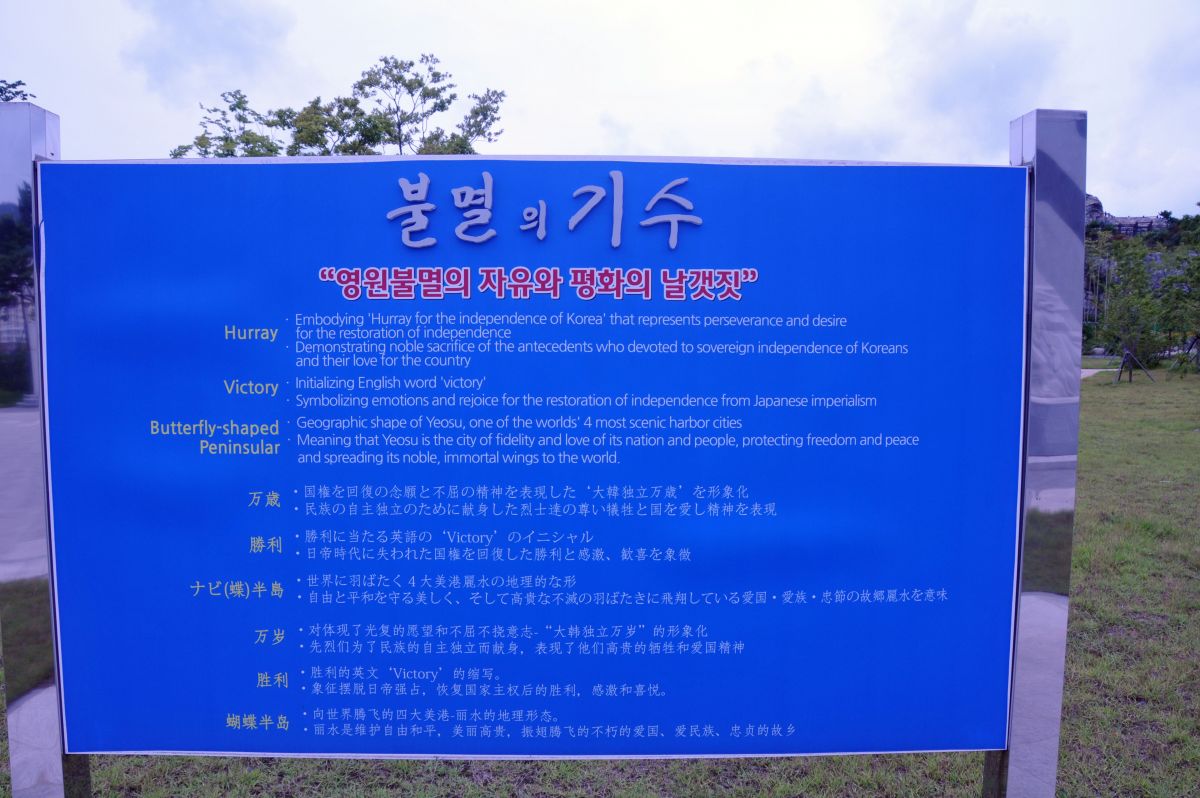 불멸의 기수
“영원불멸의 자유와 평화의 날갯짓”
Hurray · Embodying 'Hurray for the independence of Korea' that represents perseverance and desire
for the restoration of independence
· Demonstrating noble sacrifice of the antecedents who devoted to sovereign independence of Koreans
and their love for the country
Victory · Initializing English word 'victory'
· Symbolizing emotions and rejoice for the restoration of independence from Japanese imperialism
Butterfly-shaped · Geographic shape of Yeosu, one of the worlds' 4 most scenic harbor cities
Peninsular · Meaning that Yeosu is the city of fidelity and love of its nation and people, protecting freedom and peace
and spreading its noble, immortal wings to the world.
万歳 ・国権を回復の念願と不屈の精神を表現した‘大韓独立万歳’を形象化
・民族の自主独立のために献身した烈士達の尊い犠牲と国を愛し精神を表現
勝利 ・勝利に当たる英語の‘Victory’のイニシャル
・日帝時代に失われた国権を回復した勝利と感激、歓喜を象徴
ナビ(蝶)半島 ・世界に羽ばたく4大美港麗水の地理的な形
・自由と平和を守る美しく、そして高貴な不滅の羽ばたきに飛翔している愛国・愛族・忠節の故郷麗水を意味
万岁 ・对体现了光复的愿望和不屈不挠意志-“大韩独立万岁”的形象化
・先烈们为了民族的自主独立而献身，表现了他们高贵的牺牲和爱国精神
胜利 ・胜利的英文‘Victory’的缩写。
・象征摆脱日帝强占，恢复国家主权后的胜利，感激和喜悦。
蝴蝶半岛 ・向世界腾飞的四大美港-丽水的地理形态。
・丽水是维护自由和平，美丽高贵，振翅腾飞的不朽的爱国、爱民族、忠贞的故乡